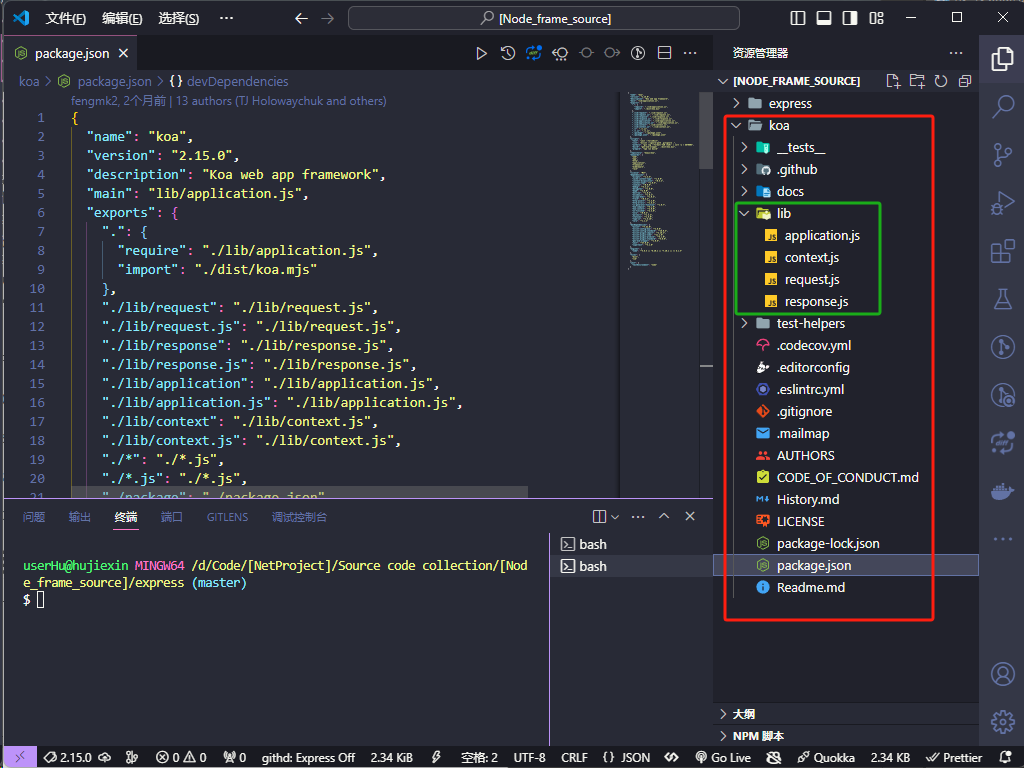 文件(F) 编辑(E) 选择(S) ··· [Node_frame_source]
package.json
koa > package.json > {} devDependencies
fengmk2, 2个月前 | 13 authors (TJ Holowaychuk and others)
1 {
2 "name": "koa",
3 "version": "2.15.0",
4 "description": "Koa web app framework",
5 "main": "lib/application.js",
6 "exports": {
7 ".": {
8 "require": "./lib/application.js",
9 "import": "./dist/koa.mjs"
10 },
11 "./lib/request": "./lib/request.js",
12 "./lib/request.js": "./lib/request.js",
13 "./lib/response": "./lib/response.js",
14 "./lib/response.js": "./lib/response.js",
15 "./lib/application": "./lib/application.js",
16 "./lib/application.js": "./lib/application.js",
17 "./lib/context": "./lib/context.js",
18 "./lib/context.js": "./lib/context.js",
19 "./*": "./*.js",
20 "./*.js": "./*.js",
21 "./package": "./package.json"
问题 输出 终端 端口 GITLENS 调试控制台
userHu@hujiexin MINGW64 /d/Code/[NetProject]/Source code collection/[Nod
e_frame_source]/express (master)
$
bash
bash
资源管理器
[NODE_FRAME_SOURCE]
express
koa
__tests__
.github
docs
lib
JS application.js
JS context.js
JS request.js
JS response.js
test-helpers
.codecov.yml
.editorconfig
.eslintrc.yml
.gitignore
.mailmap
AUTHORS
CODE_OF_CONDUCT.md
History.md
LICENSE
package-lock.json
package.json
Readme.md
大纲
NPM 脚本
2.15.0 0 0 0 githd: Express Off 2.34 KiB 空格: 2 UTF-8 CRLF {} JSON Go Live Quokka 2.34 KB Prettier